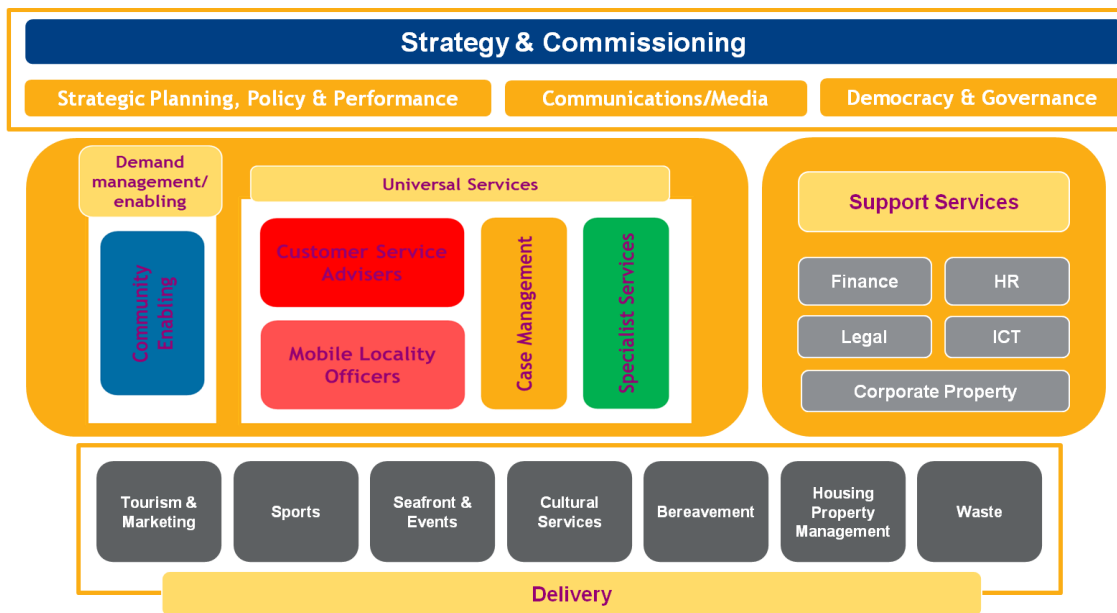 Strategy & Commissioning
Strategic Planning, Policy & Performance
Communications/Media
Democracy & Governance
Demand
management/
enabling
Universal Services
Support Services
Community
Enabling
Customer Service
Advisers
Mobile Locality
Officers
Case Management
Specialist Services
Finance
HR
Legal
ICT
Corporate Property
Tourism &
Marketing
Sports
Seafront &
Events
Cultural
Services
Bereavement
Housing
Property
Management
Waste
Delivery